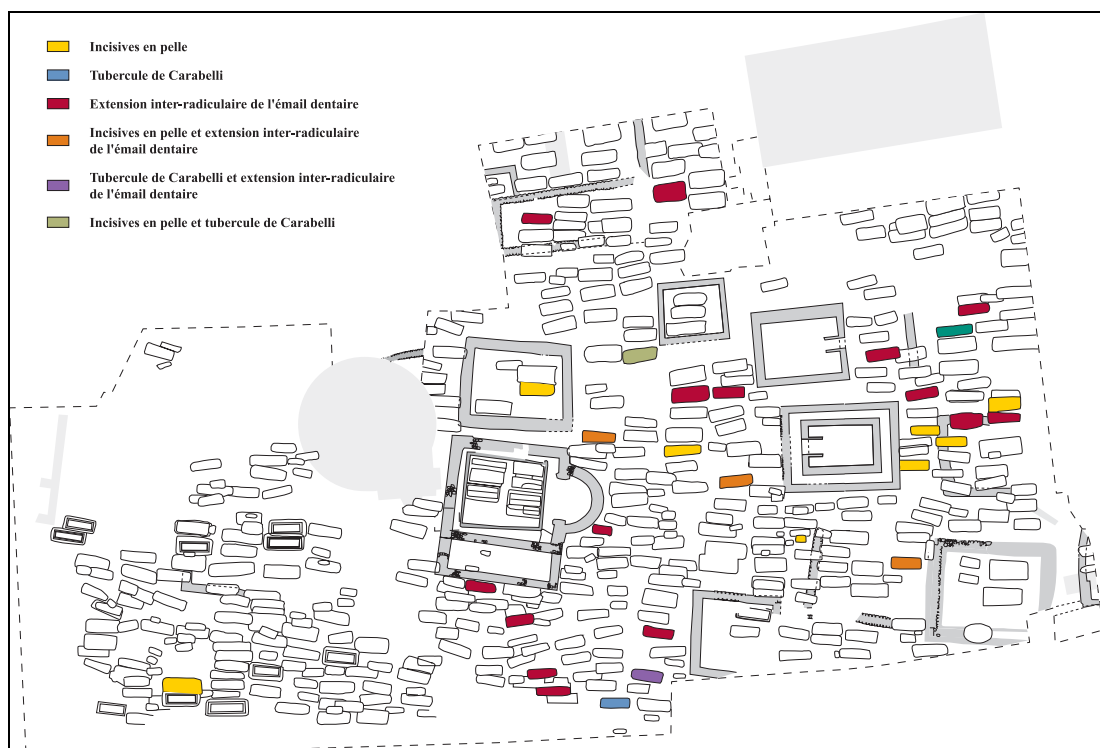 Incisives en pelle
Tubercule de Carabelli
Extension inter-radiculaire de l'émail dentaire
Incisives en pelle et extension inter-radiculaire
de l'émail dentaire
Tubercule de Carabelli et extension inter-radiculaire
de l'émail dentaire
Incisives en pelle et tubercule de Carabelli